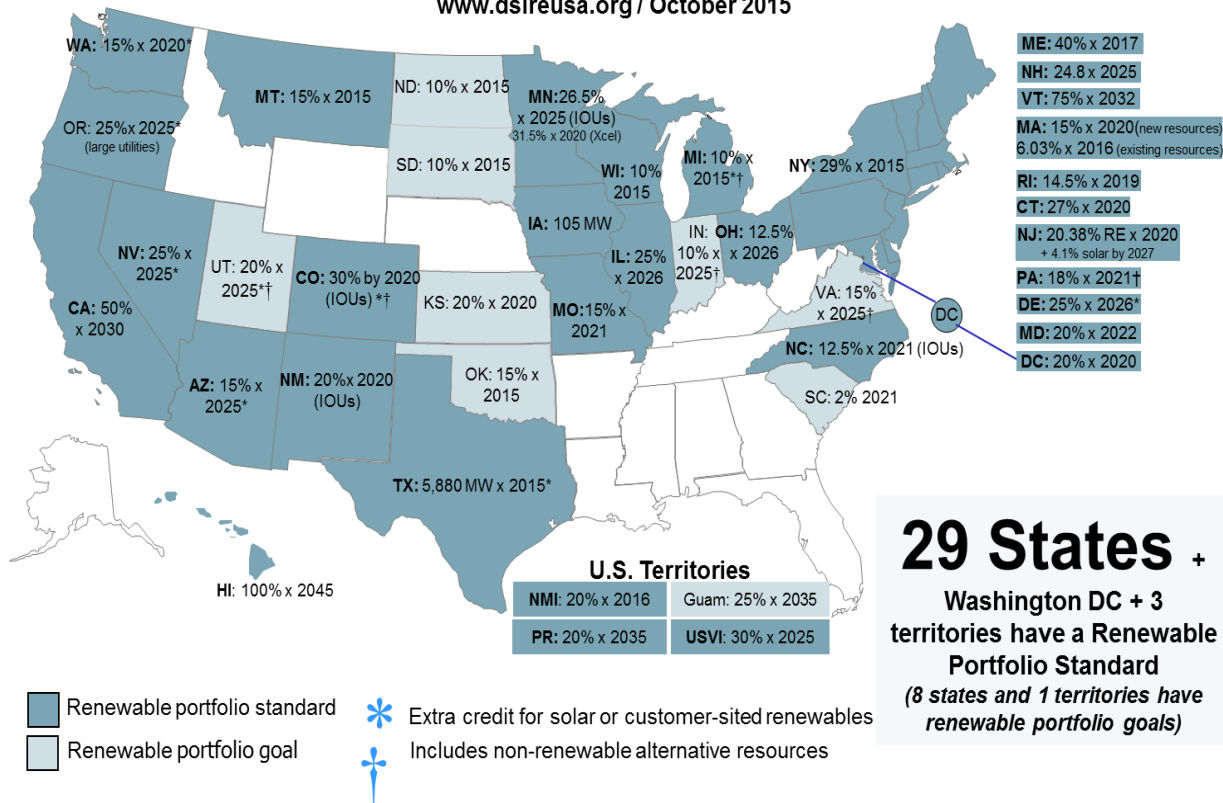 www.dsireusa.org / October 2015
WA: 15% x 2020*
OR: 25%x 2025*
(large utilities)
MT: 15% x 2015
ND: 10% x 2015
SD: 10% x 2015
MN:26.5%
x 2025 (IOUs)
31.5% x 2020 (Xcel)
WI: 10%
2015
MI: 10% x
2015*†
NY: 29% x 2015
IA: 105 MW
IL: 25%
x 2026
IN:
10% x
2025†
OH: 12.5%
x 2026
NV: 25% x
2025*
UT: 20% x
2025*†
CO: 30% by 2020
(IOUs) *†
KS: 20% x 2020
MO:15% x
2021
VA: 15%
x 2025†
DC
CA: 50%
x 2030
AZ: 15% x
2025*
NM: 20%x 2020
(IOUs)
OK: 15% x
2015
NC: 12.5% x 2021 (IOUs)
SC: 2% 2021
TX: 5,880 MW x 2015*
HI: 100% x 2045
ME: 40% x 2017
NH: 24.8 x 2025
VT: 75% x 2032
MA: 15% x 2020(new resources)
6.03% x 2016 (existing resources)
RI: 14.5% x 2019
CT: 27% x 2020
NJ: 20.38% RE x 2020
+ 4.1% solar by 2027
PA: 18% x 2021†
DE: 25% x 2026*
MD: 20% x 2022
DC: 20% x 2020
U.S. Territories
NMI: 20% x 2016
Guam: 25% x 2035
PR: 20% x 2035
USVI: 30% x 2025
29 States +
Washington DC + 3
territories have a Renewable
Portfolio Standard
(8 states and 1 territories have
renewable portfolio goals)
Renewable portfolio standard
Renewable portfolio goal
* Extra credit for solar or customer-sited renewables
† Includes non-renewable alternative resources